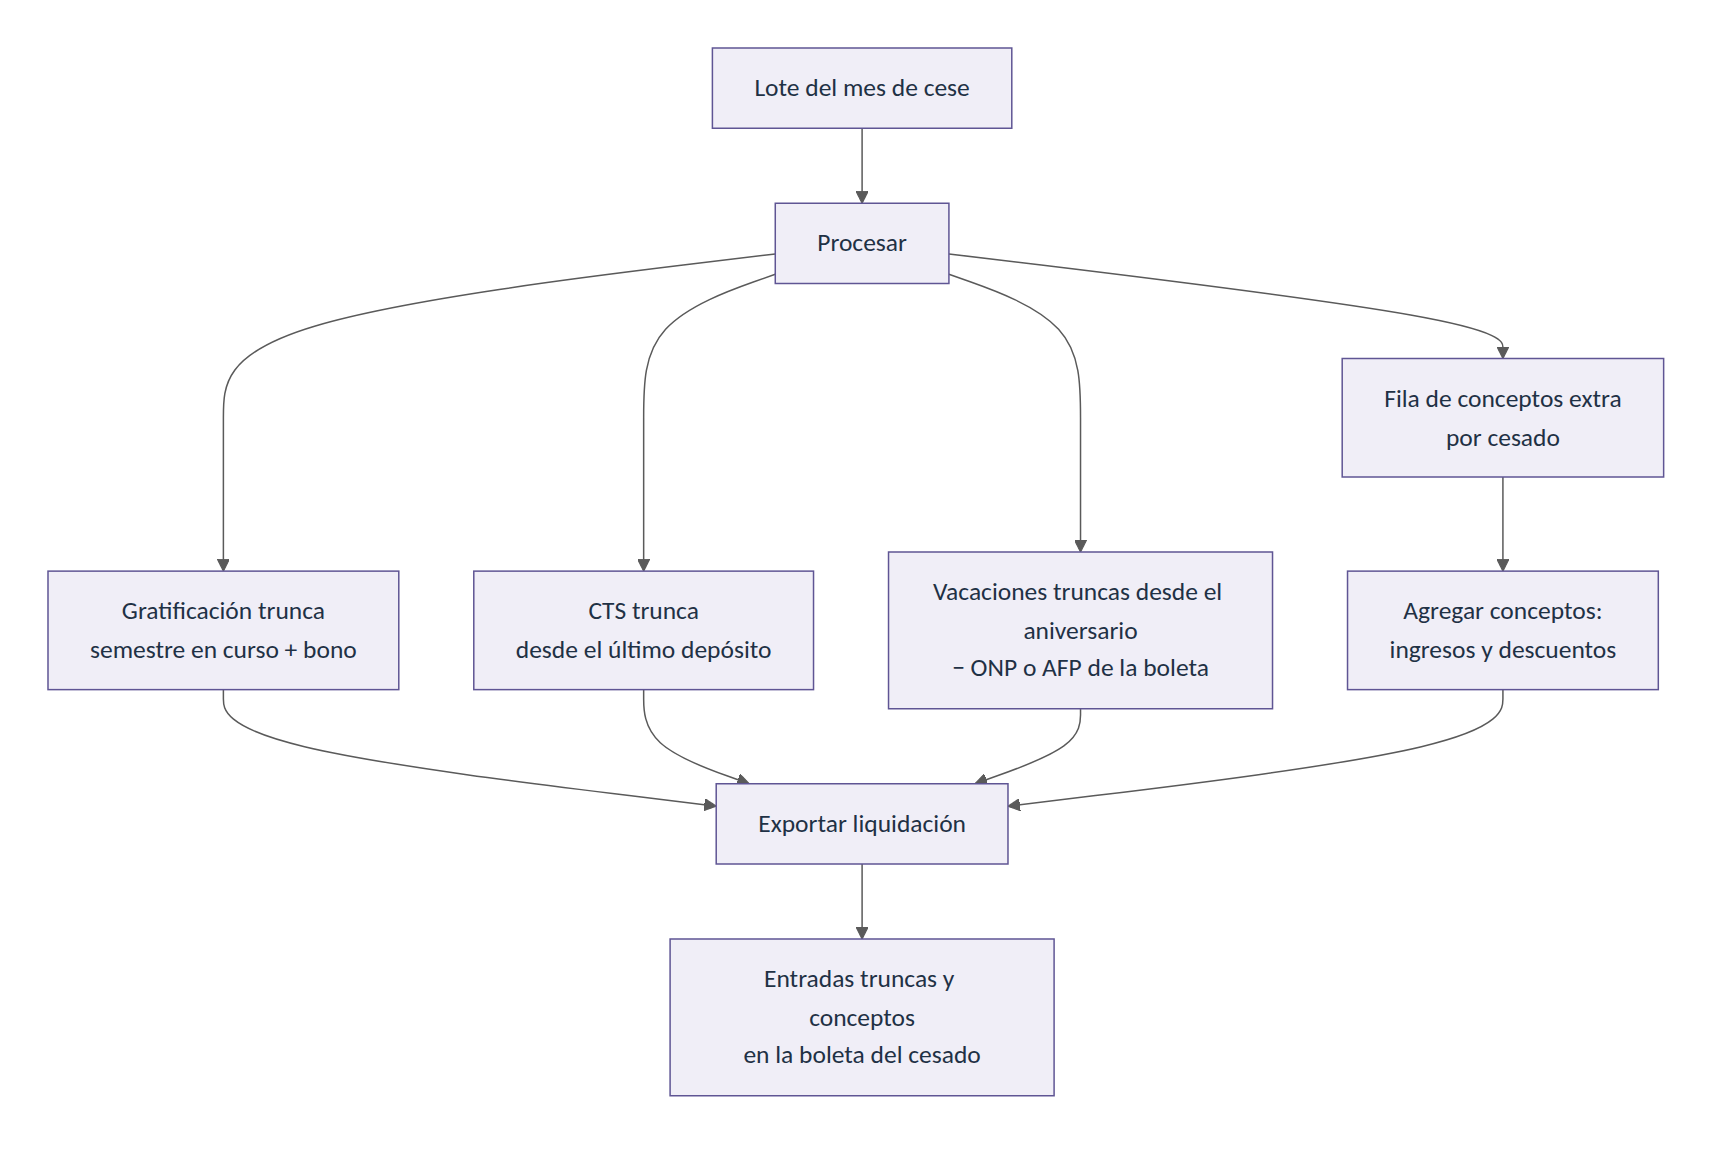 Lote del mes de cese
Procesar
Fila de conceptos extra
por cesado
Gratificación trunca
semestre en curso + bono
CTS trunca
desde el último depósito
Vacaciones truncas desde el
aniversario
− ONP o AFP de la boleta
Agregar conceptos:
ingresos y descuentos
Exportar liquidación
Entradas truncas y
conceptos
en la boleta del cesado